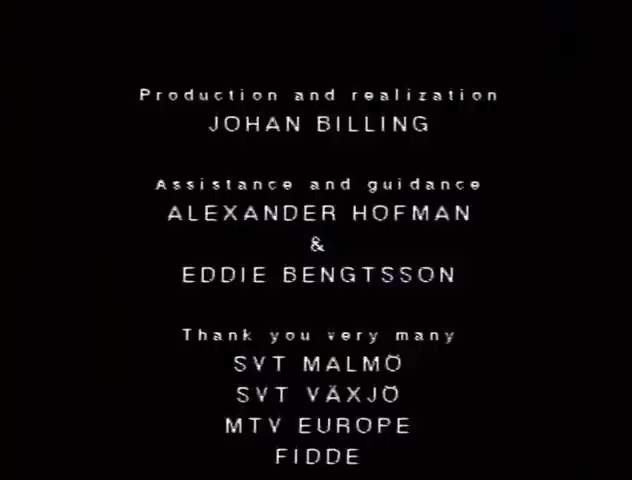 Production and realization
JOHAN BILLING
Assistance and guidance
ALEXANDER HOFMAN
&
EDDIE BENGTSSON
Thank you very many
SVT MALMÖ
SVT VÄXJÖ
MTV EUROPE
FIDDE